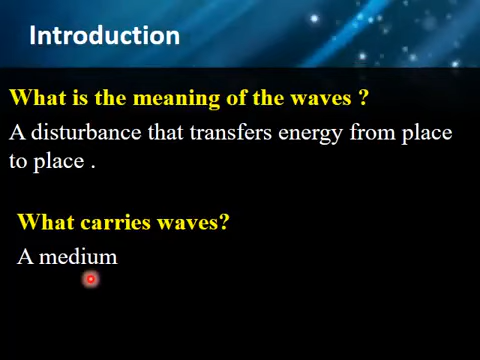 Introduction
What is the meaning of the waves ?
A disturbance that transfers energy from place
to place .
What carries waves?
A medium